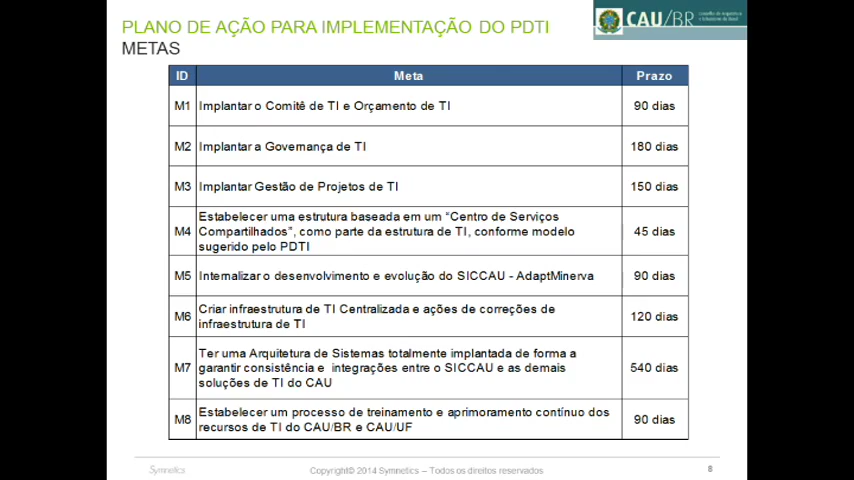 PLANO DE AÇÃO PARA IMPLEMENTAÇÃO DO PDTI
METAS
CAU/BR
ID Meta Prazo
M1 Implantar o Comitê de TI e Orçamento de TI 90 dias
M2 Implantar a Governança de TI 180 dias
M3 Implantar Gestão de Projetos de TI 150 dias
Estabelecer uma estrutura baseada em um “Centro de Serviços
M4 Compartilhados”, como parte da estrutura de TI, conforme modelo 45 dias
sugerido pelo PDTI
M5 Internalizar o desenvolvimento e evolução do SICCAU - AdaptMinerva 90 dias
M6 Criar infraestrutura de TI Centralizada e ações de correções de 120 dias
infraestrutura de TI
Ter uma Arquitetura de Sistemas totalmente implantada de forma a
M7 garantir consistência e integrações entre o SICCAU e as demais 540 dias
soluções de TI do CAU
M8 Estabelecer um processo de treinamento e aprimoramento contínuo dos 90 dias
recursos de TI do CAU/BR e CAU/UF
Symnetics Copyright© 2014 Symnetics – Todos os direitos reservados 8